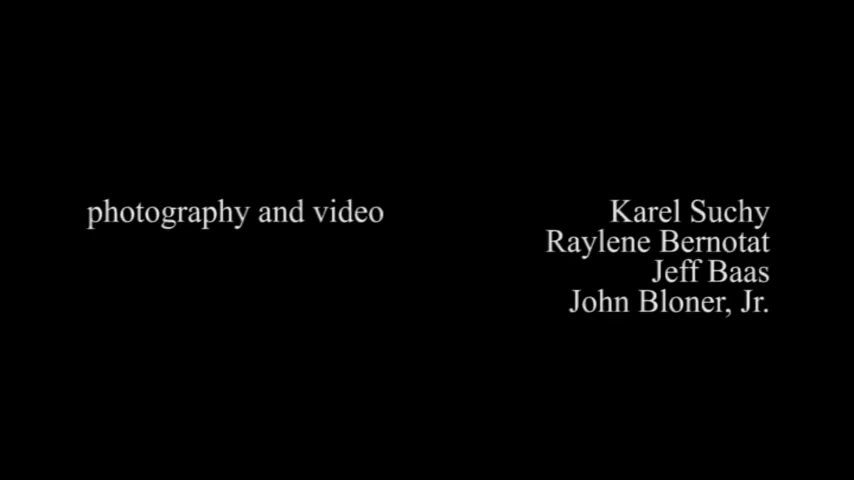 photography and video Karel Suchy
Raylene Bernotat
Jeff Baas
John Bloner, Jr.